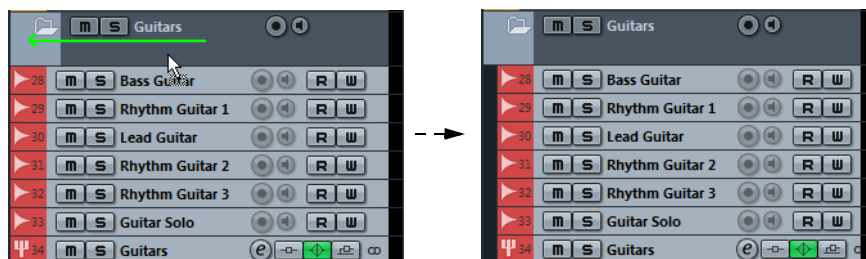 m S Guitars
28 m S Bass Guitar R W
29 m S Rhythm Guitar 1 R W
30 m S Lead Guitar R W
31 m S Rhythm Guitar 2 R W
32 m S Rhythm Guitar 3 R W
33 m S Guitar Solo R W
34 m S Guitars e
m S Guitars
28 m S Bass Guitar R W
29 m S Rhythm Guitar 1 R W
30 m S Lead Guitar R W
31 m S Rhythm Guitar 2 R W
32 m S Rhythm Guitar 3 R W
33 m S Guitar Solo R W
34 m S Guitars e